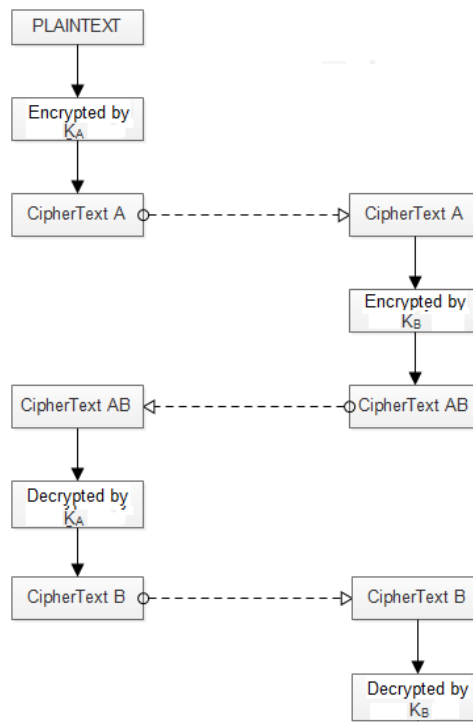 PLAINTEXT
Encrypted by
KA
CipherText A
CipherText A
Encrypted by
KB
CipherText AB
CipherText AB
Decrypted by
KA
CipherText B
CipherText B
Decrypted by
KB